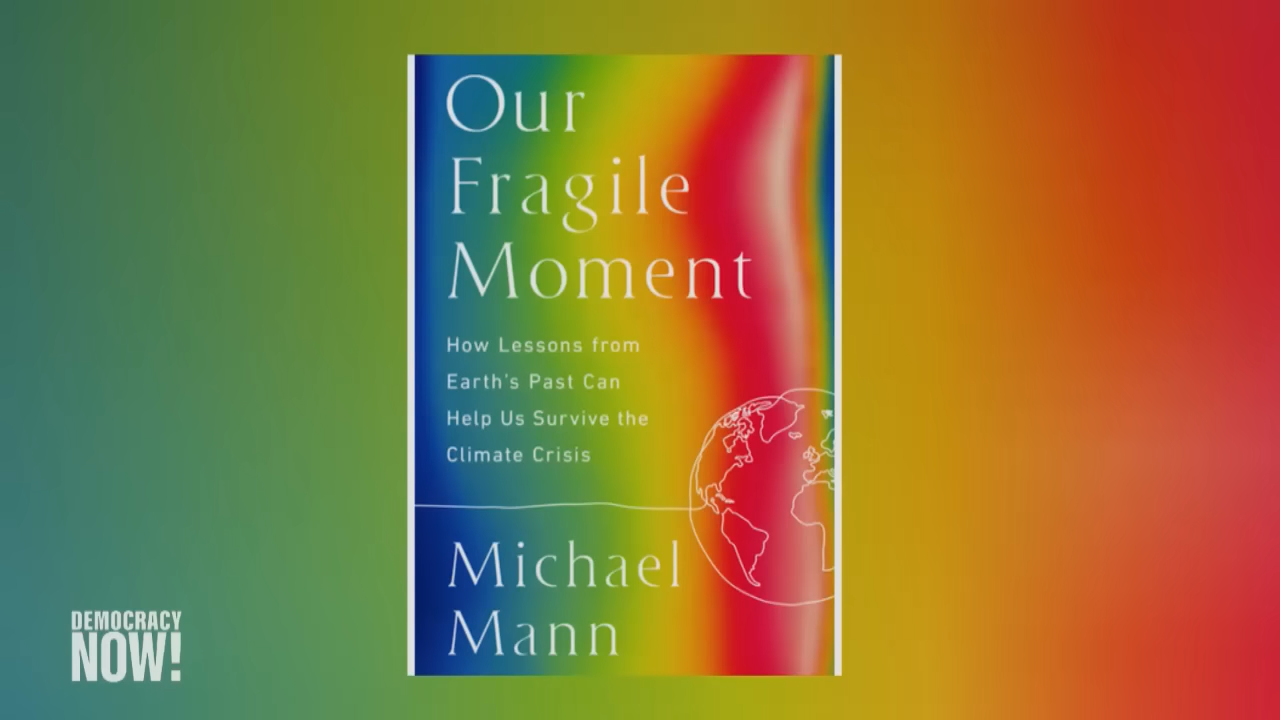 Our
Fragile
Moment
How Lessons from
Earth's Past Can
Help Us Survive the
Climate Crisis
Michael
Mann
DEMOCRACY
NOW!